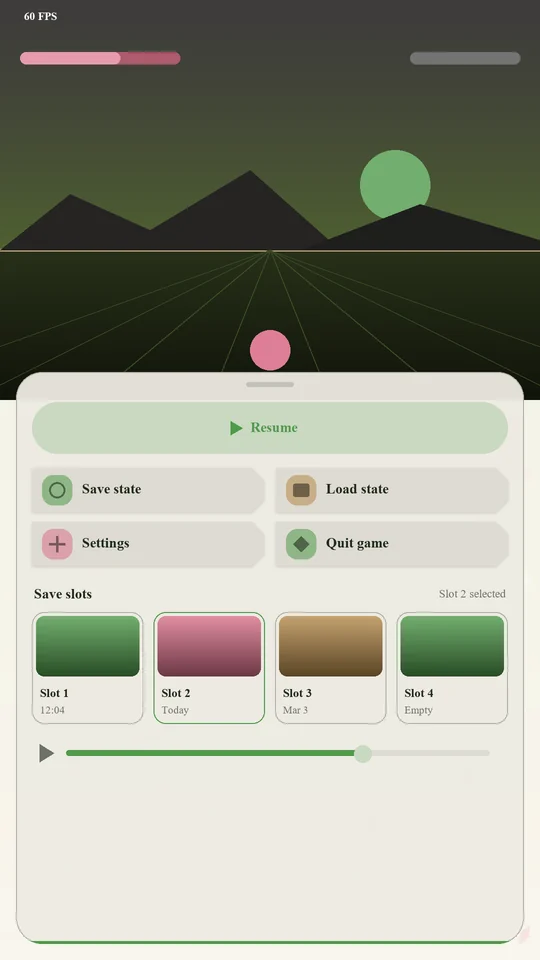 60 FPS
Resume
Save state
Load state
Settings
Quit game
Save slots
Slot 2 selected
Slot 1
12:04
Slot 2
Today
Slot 3
Mar 3
Slot 4
Empty